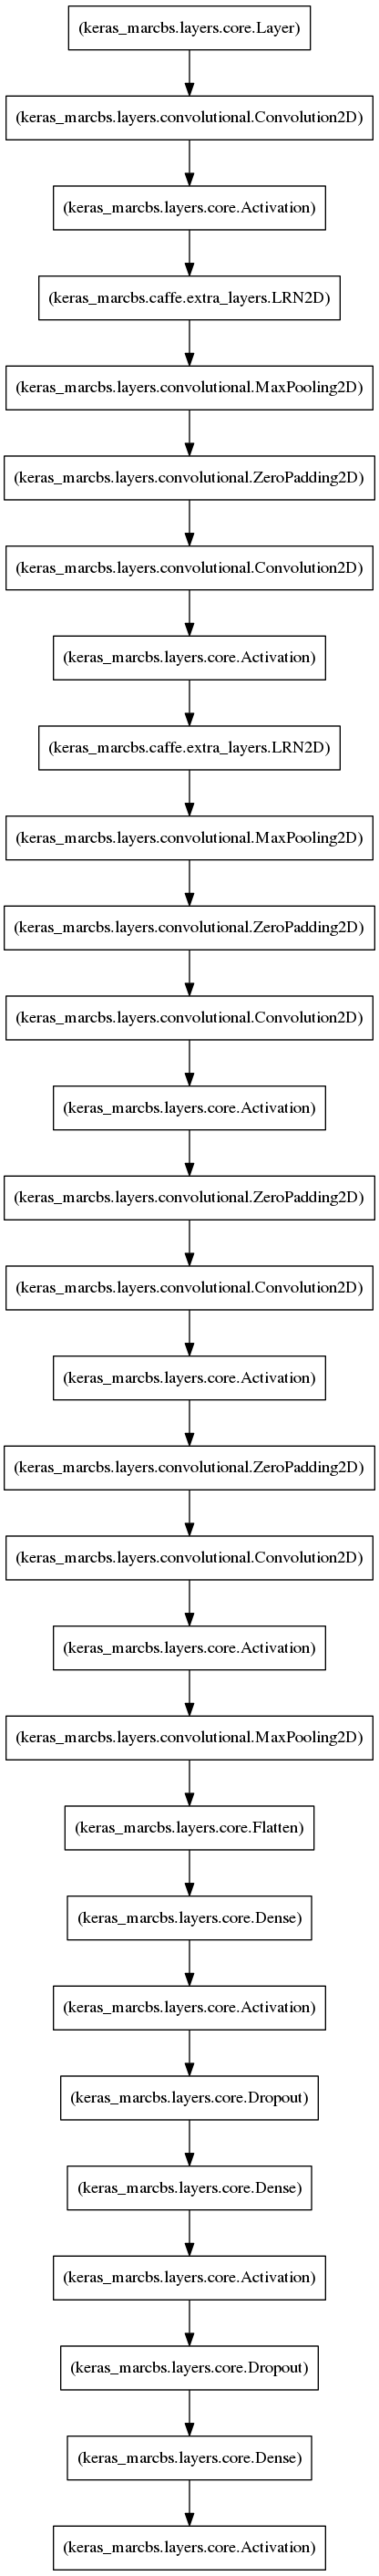 (keras_marcbs.layers.core.Layer)
(keras_marcbs.layers.convolutional.Convolution2D)
(keras_marcbs.layers.core.Activation)
(keras_marcbs.caffe.extra_layers.LRN2D)
(keras_marcbs.layers.convolutional.MaxPooling2D)
(keras_marcbs.layers.convolutional.ZeroPadding2D)
(keras_marcbs.layers.convolutional.Convolution2D)
(keras_marcbs.layers.core.Activation)
(keras_marcbs.caffe.extra_layers.LRN2D)
(keras_marcbs.layers.convolutional.MaxPooling2D)
(keras_marcbs.layers.convolutional.ZeroPadding2D)
(keras_marcbs.layers.convolutional.Convolution2D)
(keras_marcbs.layers.core.Activation)
(keras_marcbs.layers.convolutional.ZeroPadding2D)
(keras_marcbs.layers.convolutional.Convolution2D)
(keras_marcbs.layers.core.Activation)
(keras_marcbs.layers.convolutional.ZeroPadding2D)
(keras_marcbs.layers.convolutional.Convolution2D)
(keras_marcbs.layers.core.Activation)
(keras_marcbs.layers.convolutional.MaxPooling2D)
(keras_marcbs.layers.core.Flatten)
(keras_marcbs.layers.core.Dense)
(keras_marcbs.layers.core.Activation)
(keras_marcbs.layers.core.Dropout)
(keras_marcbs.layers.core.Dense)
(keras_marcbs.layers.core.Activation)
(keras_marcbs.layers.core.Dropout)
(keras_marcbs.layers.core.Dense)
(keras_marcbs.layers.core.Activation)